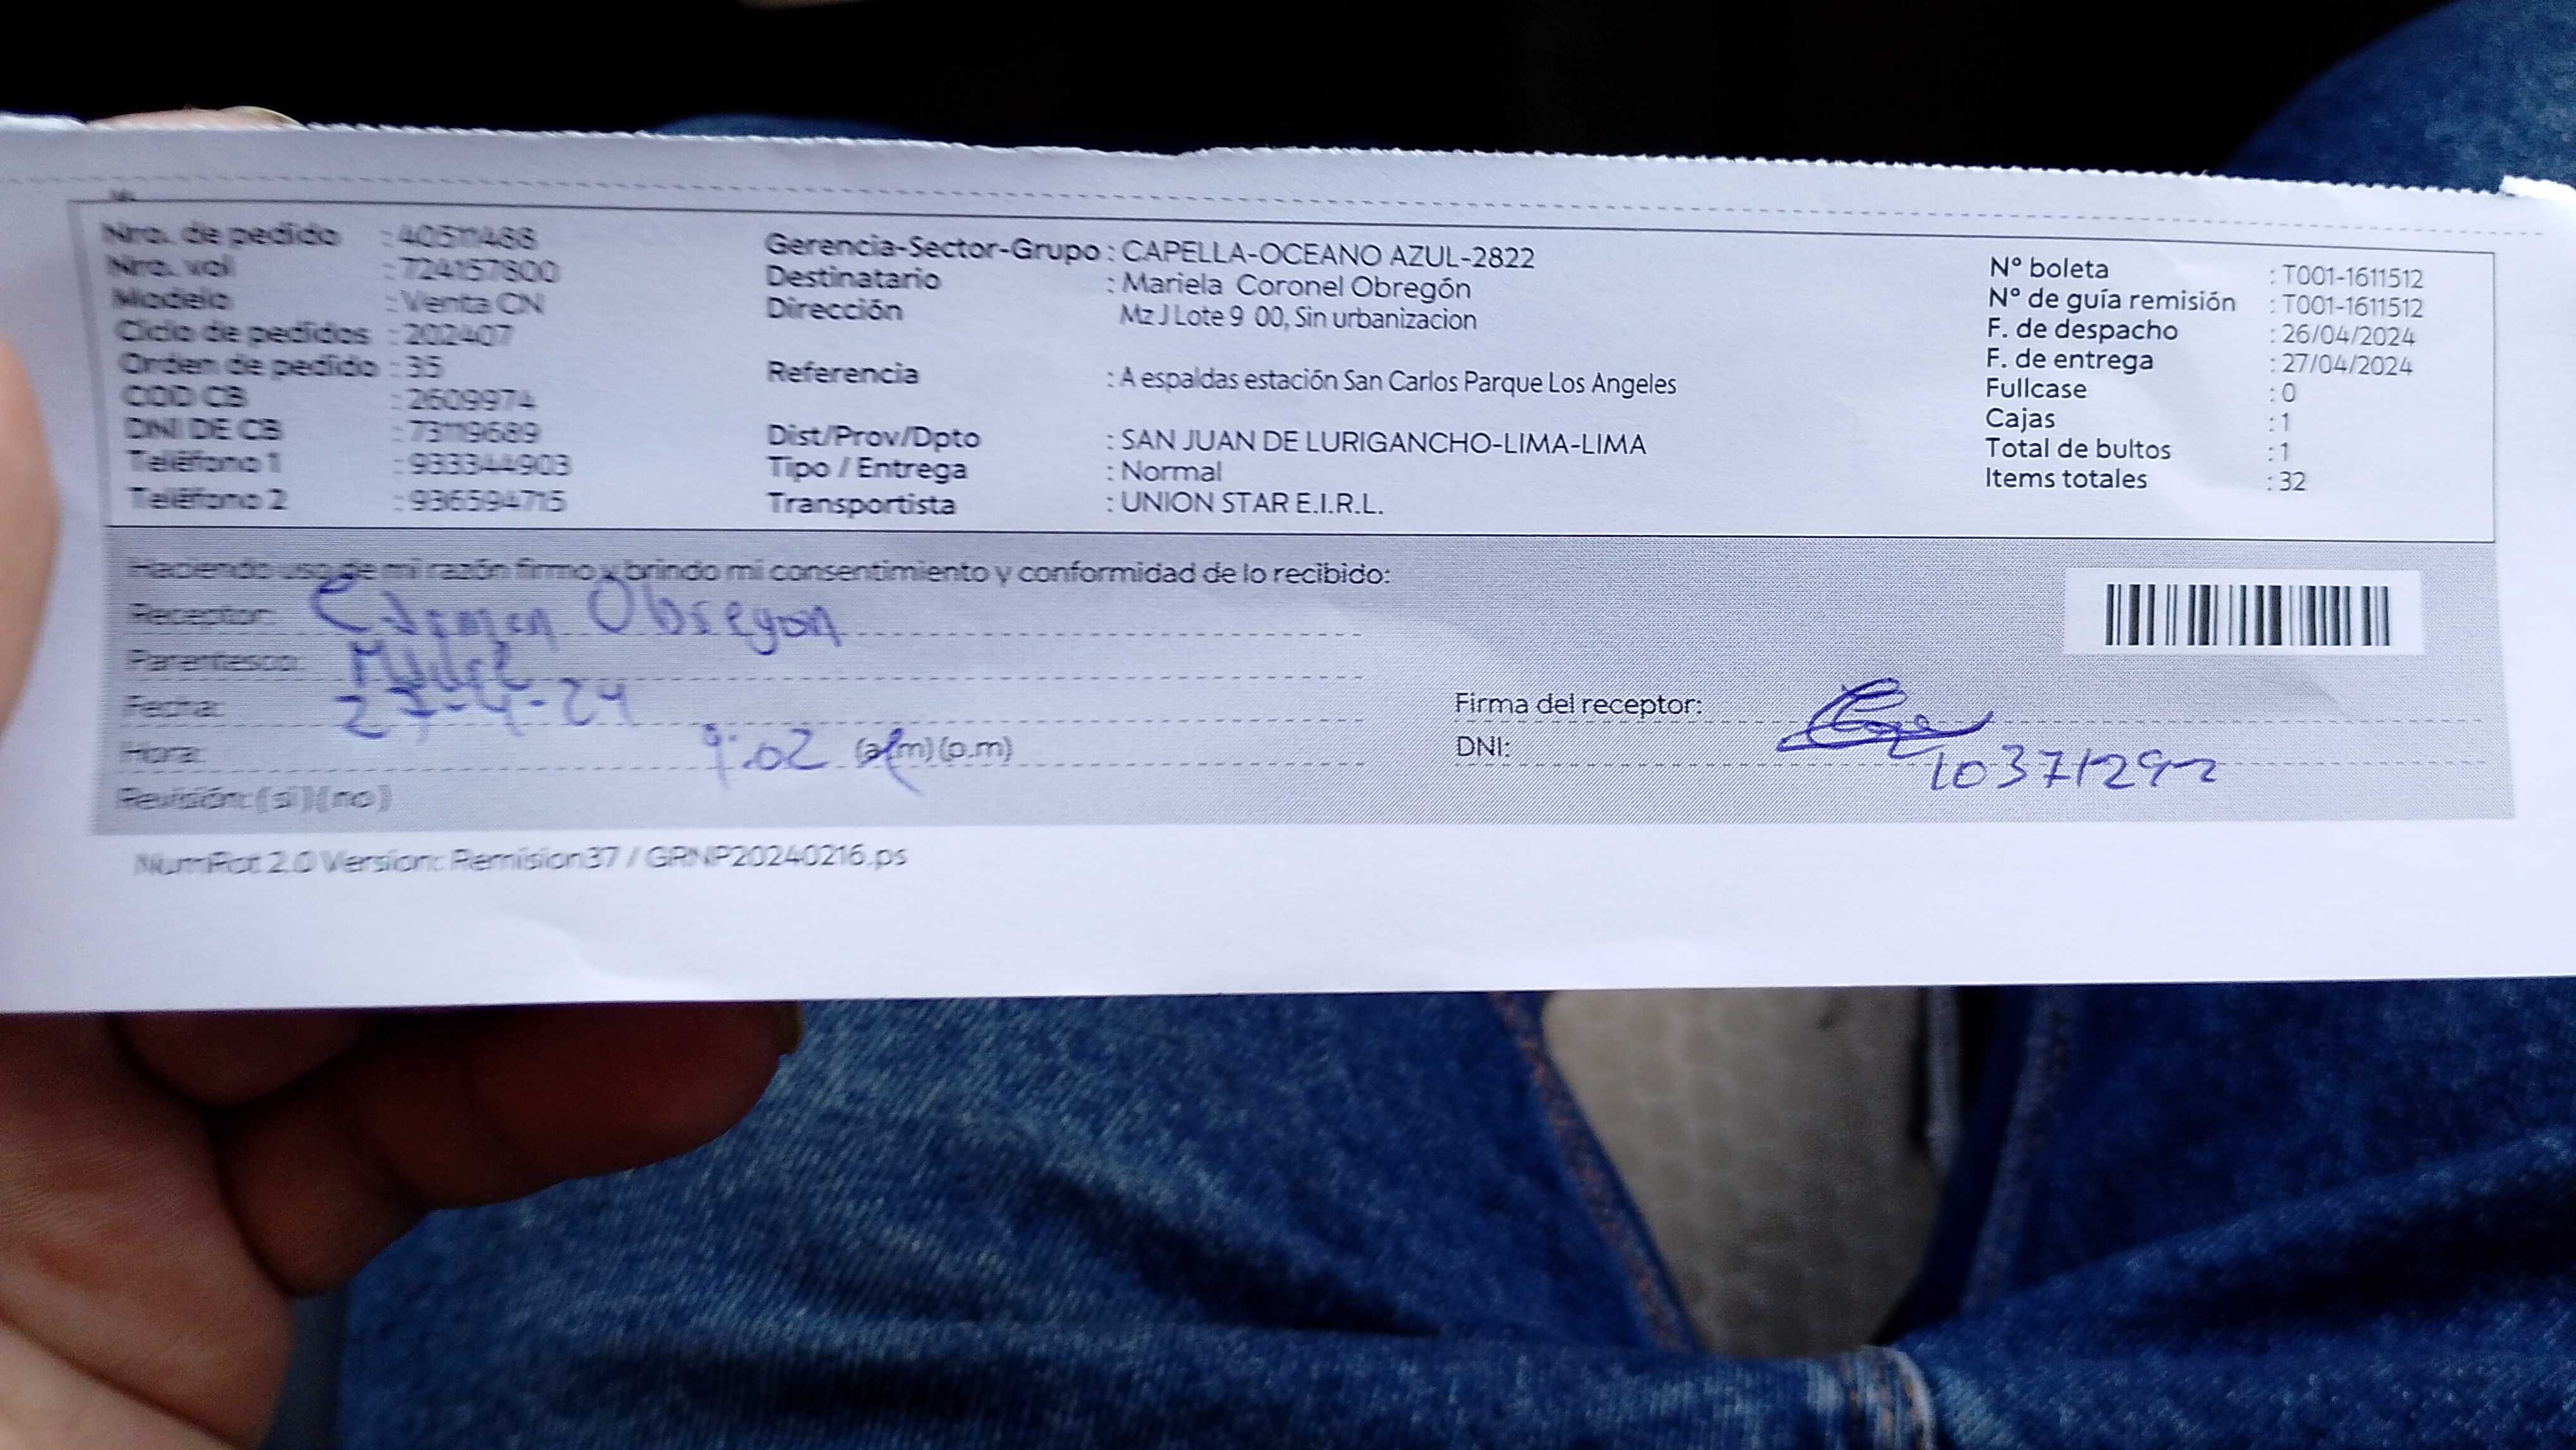 Nro. de pedido : 40511488
Nro. vol : 724157800
Modelo : Venta CN
Ciclo de pedidos : 202407
Orden de pedido : 35
COD CB : 2609974
DNI DE CB : 73119689
Teléfono 1 : 933344903
Teléfono 2 : 936594715
Gerencia-Sector-Grupo : CAPELLA-OCEANO AZUL-2822
Destinatario : Mariela Coronel Obregón
Dirección Mz J Lote 9 00, Sin urbanizacion
Referencia : A espaldas estación San Carlos Parque Los Angeles
Dist/Prov/Dpto : SAN JUAN DE LURIGANCHO-LIMA-LIMA
Tipo / Entrega : Normal
Transportista : UNION STAR E.I.R.L.
N° boleta : T001-1611512
N° de guía remisión : T001-1611512
F. de despacho : 26/04/2024
F. de entrega : 27/04/2024
Fullcase : 0
Cajas : 1
Total de bultos : 1
Items totales : 32
Haciendo uso de mi razón firmo y brindo mi consentimiento y conformidad de lo recibido:
Receptor: Carmen Obregon
Parentesco: Madre
Fecha: 27-4-24
Hora: 9:02 (a.m) (p.m)
Revisión: (si) (no)
Firma del receptor:
DNI: 10371292
NumRot 2.0 Version: Remision37 / GRNP20240216.ps